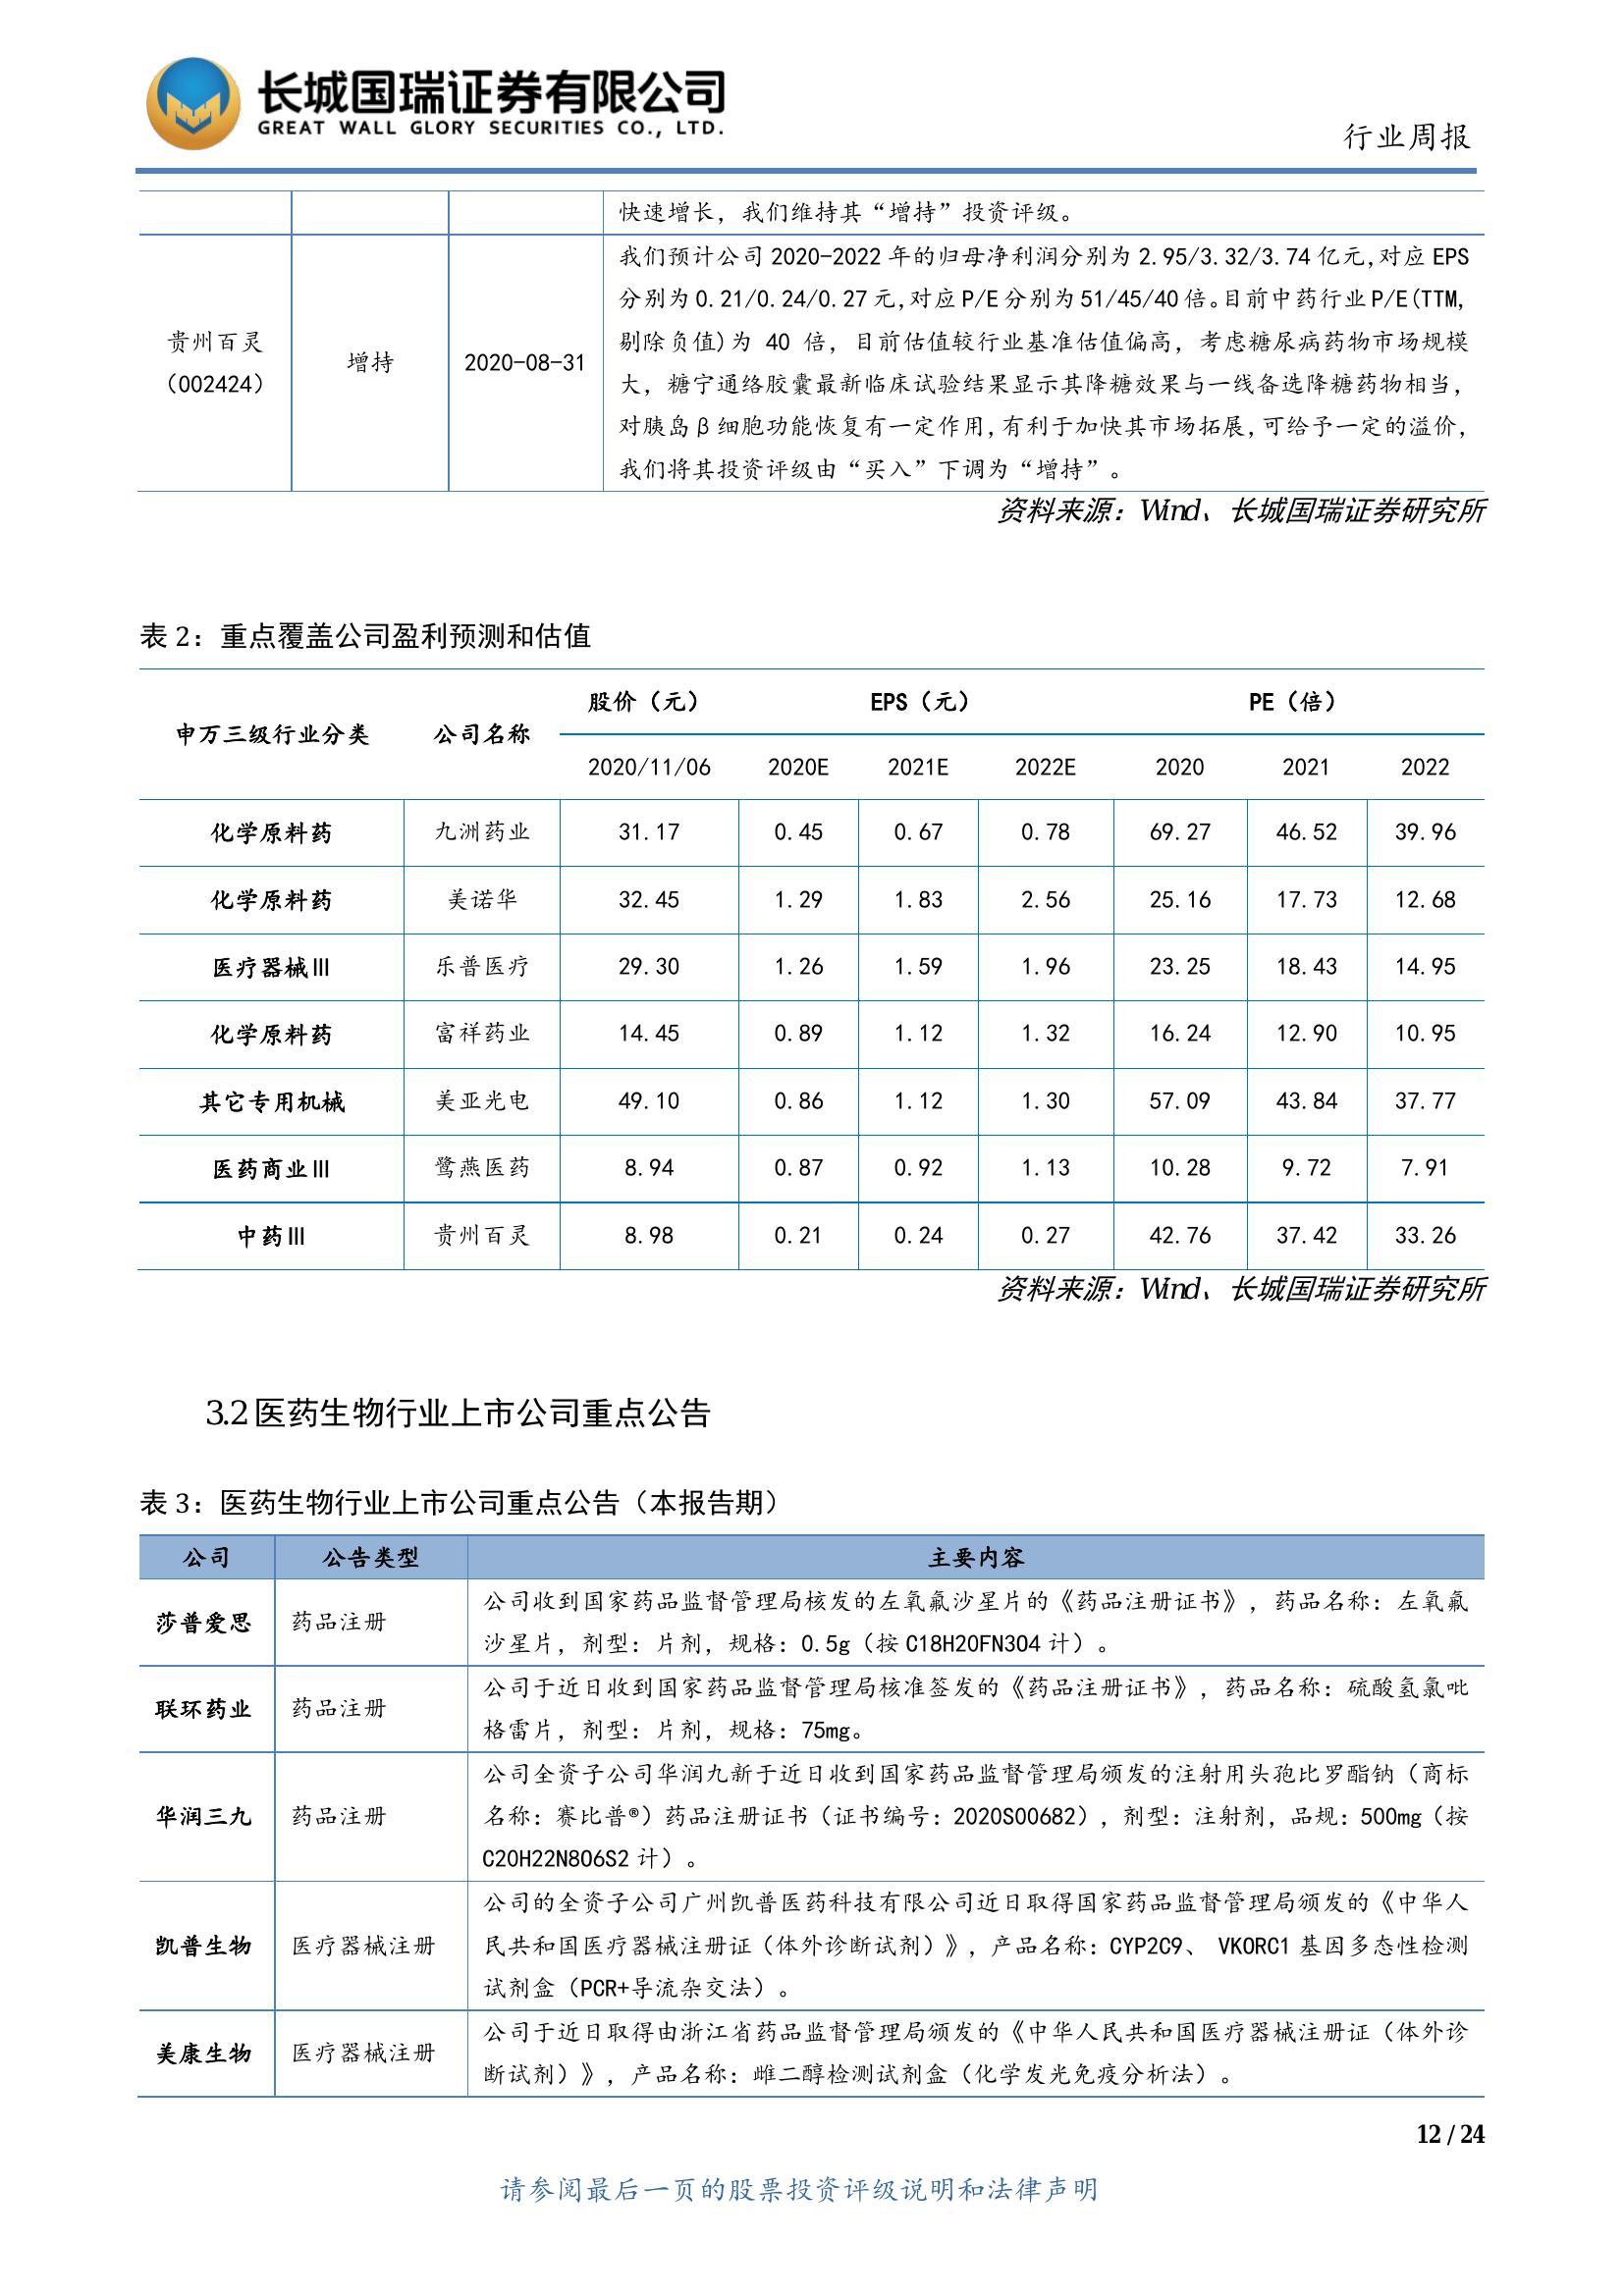 长城国瑞证券有限公司
GREAT WALL GLORY SECURITIES CO., LTD.
行业周报
快速增长，我们维持其“增持”投资评级。
贵州百灵
（002424）
增持
2020-08-31
我们预计公司 2020-2022 年的归母净利润分别为 2.95/3.32/3.74 亿元,对应 EPS
分别为 0.21/0.24/0.27 元,对应 P/E 分别为 51/45/40 倍。目前中药行业 P/E(TTM,
剔除负值)为 40 倍，目前估值较行业基准估值偏高，考虑糖尿病药物市场规模
大，糖宁通络胶囊最新临床试验结果显示其降糖效果与一线备选降糖药物相当，
对胰岛 β 细胞功能恢复有一定作用,有利于加快其市场拓展,可给予一定的溢价，
我们将其投资评级由“买入”下调为“增持”。
资料来源：Wind、长城国瑞证券研究所
表 2：重点覆盖公司盈利预测和估值
申万三级行业分类 公司名称 股价（元） EPS（元） PE（倍）
2020/11/06 2020E 2021E 2022E 2020 2021 2022
化学原料药 九洲药业 31.17 0.45 0.67 0.78 69.27 46.52 39.96
化学原料药 美诺华 32.45 1.29 1.83 2.56 25.16 17.73 12.68
医疗器械Ⅲ 乐普医疗 29.30 1.26 1.59 1.96 23.25 18.43 14.95
化学原料药 富祥药业 14.45 0.89 1.12 1.32 16.24 12.90 10.95
其它专用机械 美亚光电 49.10 0.86 1.12 1.30 57.09 43.84 37.77
医药商业Ⅲ 鹭燕医药 8.94 0.87 0.92 1.13 10.28 9.72 7.91
中药Ⅲ 贵州百灵 8.98 0.21 0.24 0.27 42.76 37.42 33.26
资料来源：Wind、长城国瑞证券研究所
3.2 医药生物行业上市公司重点公告
表 3：医药生物行业上市公司重点公告（本报告期）
公司 公告类型 主要内容
莎普爱思 药品注册
公司收到国家药品监督管理局核发的左氧氟沙星片的《药品注册证书》，药品名称：左氧氟
沙星片，剂型：片剂，规格：0.5g（按 C18H20FN3O4 计）。
联环药业 药品注册
公司于近日收到国家药品监督管理局核准签发的《药品注册证书》，药品名称：硫酸氢氯吡
格雷片，剂型：片剂，规格：75mg。
华润三九 药品注册
公司全资子公司华润九新于近日收到国家药品监督管理局颁发的注射用头孢比罗酯钠（商标
名称：赛比普®）药品注册证书（证书编号：2020S00682），剂型：注射剂，品规：500mg（按
C20H22N8O6S2 计）。
凯普生物 医疗器械注册
公司的全资子公司广州凯普医药科技有限公司近日取得国家药品监督管理局颁发的《中华人
民共和国医疗器械注册证（体外诊断试剂）》，产品名称：CYP2C9、 VKORC1 基因多态性检测
试剂盒（PCR+导流杂交法）。
美康生物 医疗器械注册
公司于近日取得由浙江省药品监督管理局颁发的《中华人民共和国医疗器械注册证（体外诊
断试剂）》，产品名称：雌二醇检测试剂盒（化学发光免疫分析法）。
12 / 24
请参阅最后一页的股票投资评级说明和法律声明